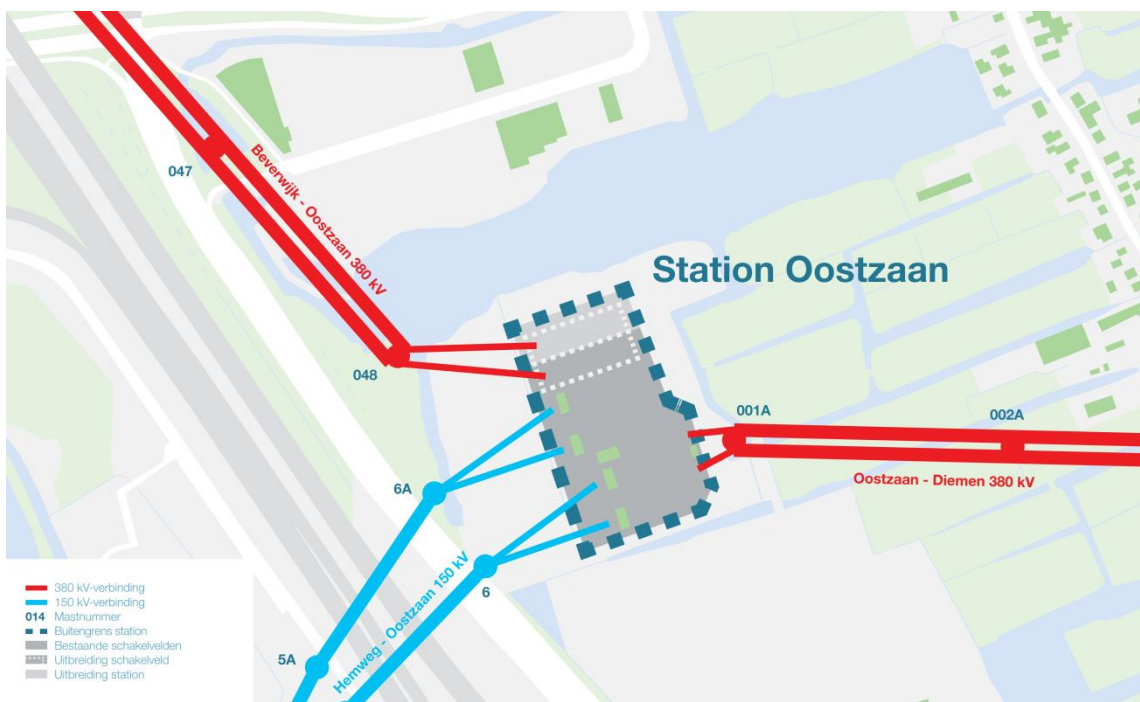 047
Beverwijk - Oostzaan 380 kV
Station Oostzaan
048
001A
002A
Oostzaan - Diemen 380 kV
6A
6
Hemweg - Oostzaan 150 kV
5A
380 kV-verbinding
150 kV-verbinding
014 Mastnummer
Buitengrens station
Bestaande schakelvelden
Uitbreiding schakelveld
Uitbreiding station